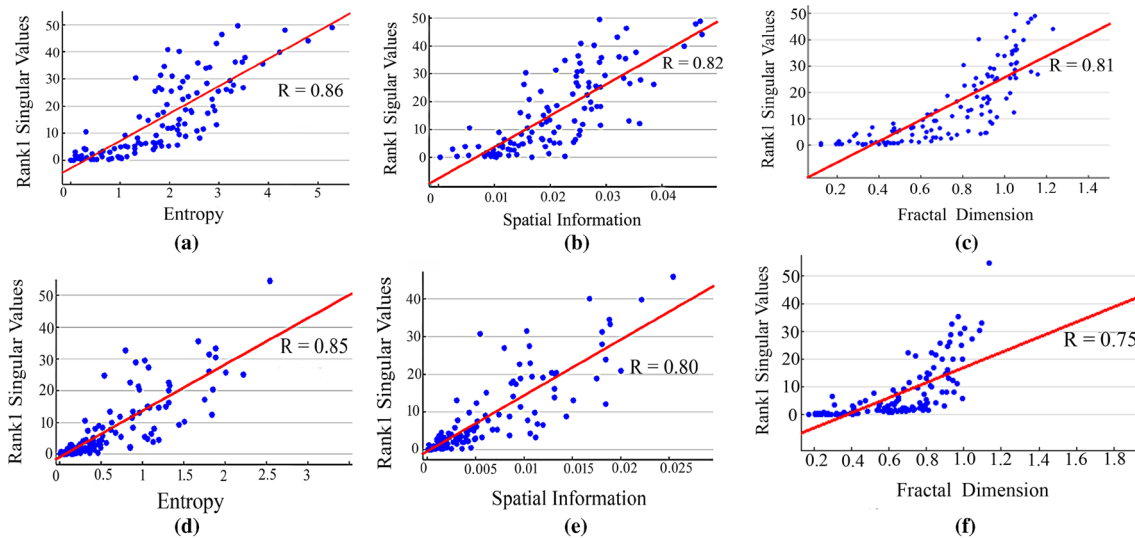 Rank1 Singular Values
50
40
30
20
10
0
R = 0.86
0 1 2 3 4 5
Entropy
(a)
Rank1 Singular Values
50
40
30
20
10
0
R = 0.82
0 0.01 0.02 0.03 0.04
Spatial Information
(b)
Rank1 Singular Values
50
40
30
20
10
0
R = 0.81
0.2 0.4 0.6 0.8 1.0 1.2 1.4
Fractal Dimension
(c)
Rank1 Singular Values
50
40
30
20
10
0
R = 0.85
0 0.5 1 1.5 2 2.5 3
Entropy
(d)
Rank1 Singular Values
40
30
20
10
0
R = 0.80
0 0.005 0.01 0.015 0.02 0.025
Spatial Information
(e)
Rank1 Singular Values
50
40
30
20
10
0
R = 0.75
0.2 0.4 0.6 0.8 1.0 1.2 1.4 1.6 1.8
Fractal Dimension
(f)